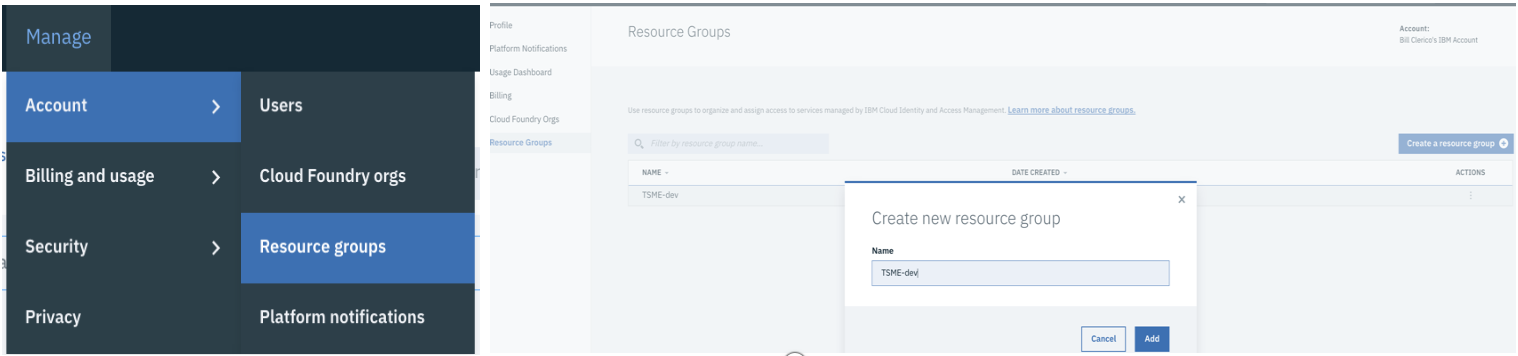 Manage
Account
Billing and usage
Security
Privacy
Users
Cloud Foundry orgs
Resource groups
Platform notifications
Profile
Platform Notifications
Usage Dashboard
Billing
Cloud Foundry Orgs
Resource Groups
Resource Groups
Account:
Bill Clerico's IBM Account
Use resource groups to organize and assign access to services managed by IBM Cloud Identity and Access Management. Learn more about resource groups.
Filter by resource group name...
Create a resource group
NAME DATE CREATED ACTIONS
TSME-dev
Create new resource group
Name
TSME-dev
Cancel Add